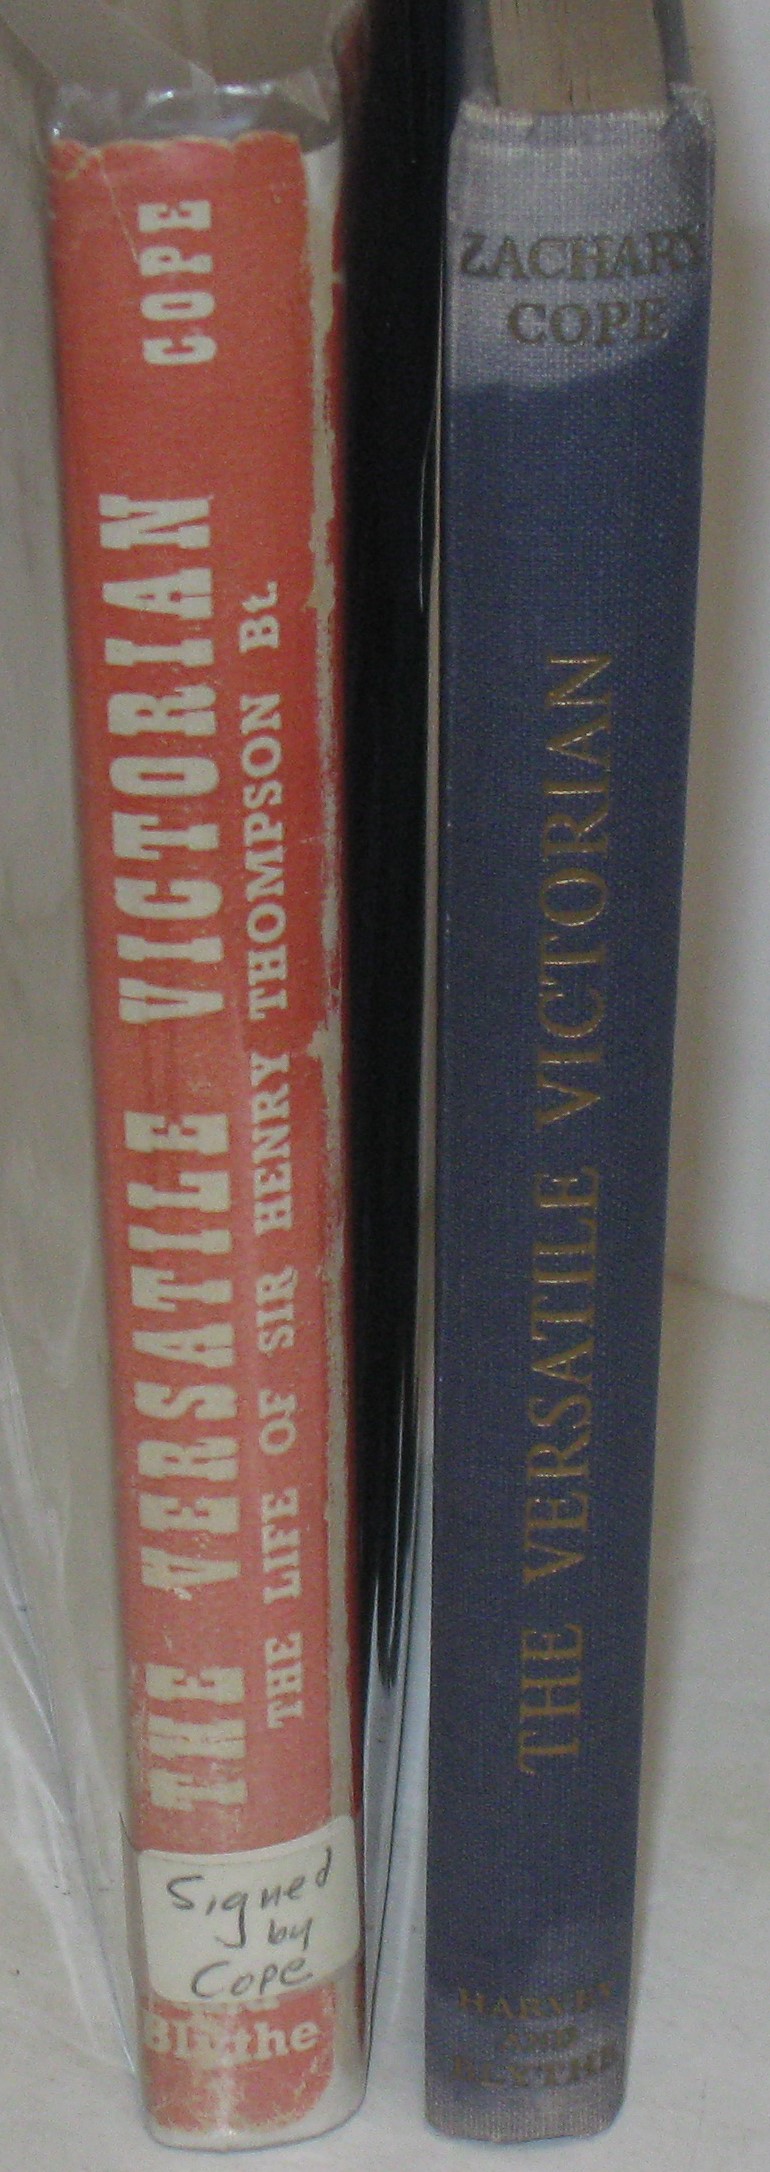 COPE
THE VERSATILE VICTORIAN
THE LIFE OF SIR HENRY THOMPSON Bt.
Signed
by
Cope
Blythe
ZACHARY
COPE
THE VERSATILE VICTORIAN
HARVEY
AND
BLYTHE